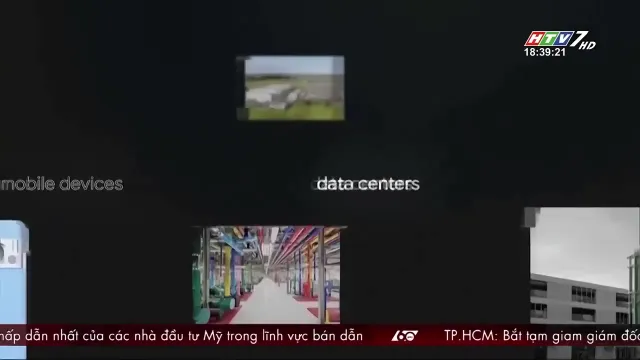 HTV7 HD
18:39:21
mobile devices
data centers
hấp dẫn nhất của các nhà đầu tư Mỹ trong lĩnh vực bán dẫn 60 TP.HCM: Bắt tạm giam giám đốc